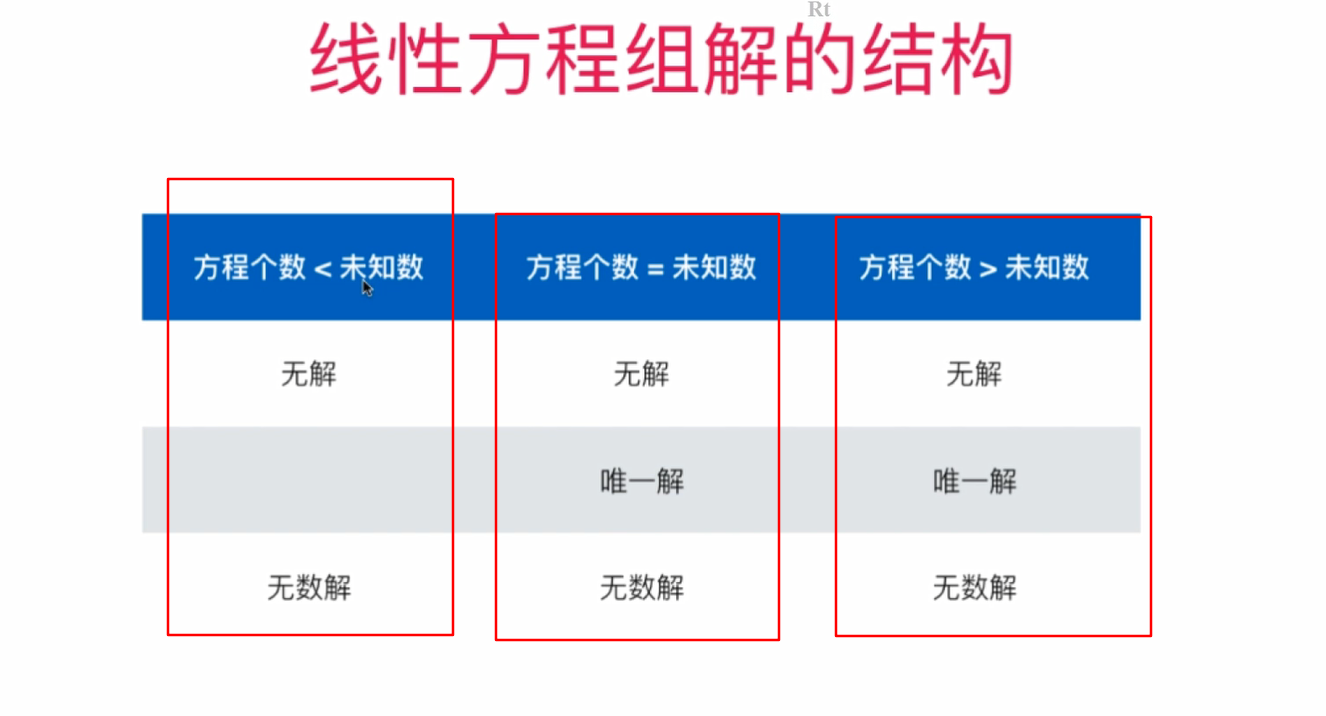 Rt
线性方程组解的结构
方程个数 < 未知数 方程个数 = 未知数 方程个数 > 未知数
无解 无解 无解
唯一解 唯一解
无数解 无数解 无数解